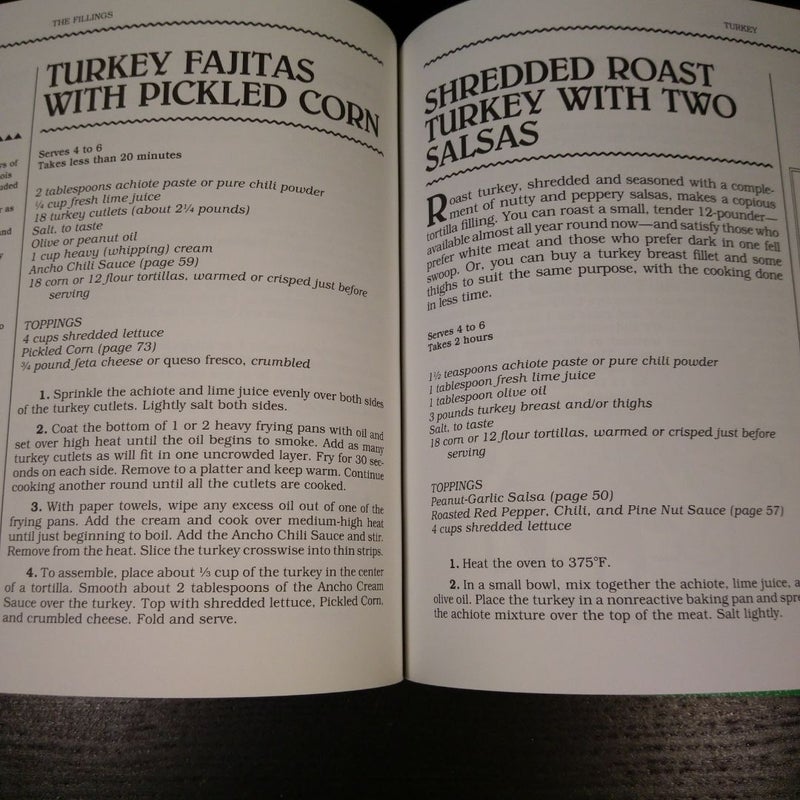 THE FILLINGS
TURKEY FAJITAS
WITH PICKLED CORN
Serves 4 to 6
Takes less than 20 minutes
2 tablespoons achiote paste or pure chili powder
¼ cup fresh lime juice
18 turkey cutlets (about 2¼ pounds)
Salt, to taste
Olive or peanut oil
1 cup heavy (whipping) cream
Ancho Chili Sauce (page 59)
18 corn or 12 flour tortillas, warmed or crisped just before
serving
TOPPINGS
4 cups shredded lettuce
Pickled Corn (page 73)
¾ pound feta cheese or queso fresco, crumbled
1. Sprinkle the achiote and lime juice evenly over both sides
of the turkey cutlets. Lightly salt both sides.
2. Coat the bottom of 1 or 2 heavy frying pans with oil and
set over high heat until the oil begins to smoke. Add as many
turkey cutlets as will fit in one uncrowded layer. Fry for 30 sec-
onds on each side. Remove to a platter and keep warm. Continue
cooking another round until all the cutlets are cooked.
3. With paper towels, wipe any excess oil out of one of the
frying pans. Add the cream and cook over medium-high heat
until just beginning to boil. Add the Ancho Chili Sauce and stir.
Remove from the heat. Slice the turkey crosswise into thin strips.
4. To assemble, place about ⅓ cup of the turkey in the center
of a tortilla. Smooth about 2 tablespoons of the Ancho Cream
Sauce over the turkey. Top with shredded lettuce, Pickled Corn,
and crumbled cheese. Fold and serve.
TURKEY
SHREDDED ROAST
TURKEY WITH TWO
SALSAS
Roast turkey, shredded and seasoned with a comple-
ment of nutty and peppery salsas, makes a copious
tortilla filling. You can roast a small, tender 12-pounder—
available almost all year round now—and satisfy those who
prefer white meat and those who prefer dark in one fell
swoop. Or, you can buy a turkey breast fillet and some
thighs to suit the same purpose, with the cooking done
in less time.
Serves 4 to 6
Takes 2 hours
1½ teaspoons achiote paste or pure chili powder
1 tablespoon fresh lime juice
1 tablespoon olive oil
3 pounds turkey breast and/or thighs
Salt, to taste
18 corn or 12 flour tortillas, warmed or crisped just before
serving
TOPPINGS
Peanut-Garlic Salsa (page 50)
Roasted Red Pepper, Chili, and Pine Nut Sauce (page 57)
4 cups shredded lettuce
1. Heat the oven to 375°F.
2. In a small bowl, mix together the achiote, lime juice, a
olive oil. Place the turkey in a nonreactive baking pan and spre
the achiote mixture over the top of the meat. Salt lightly.